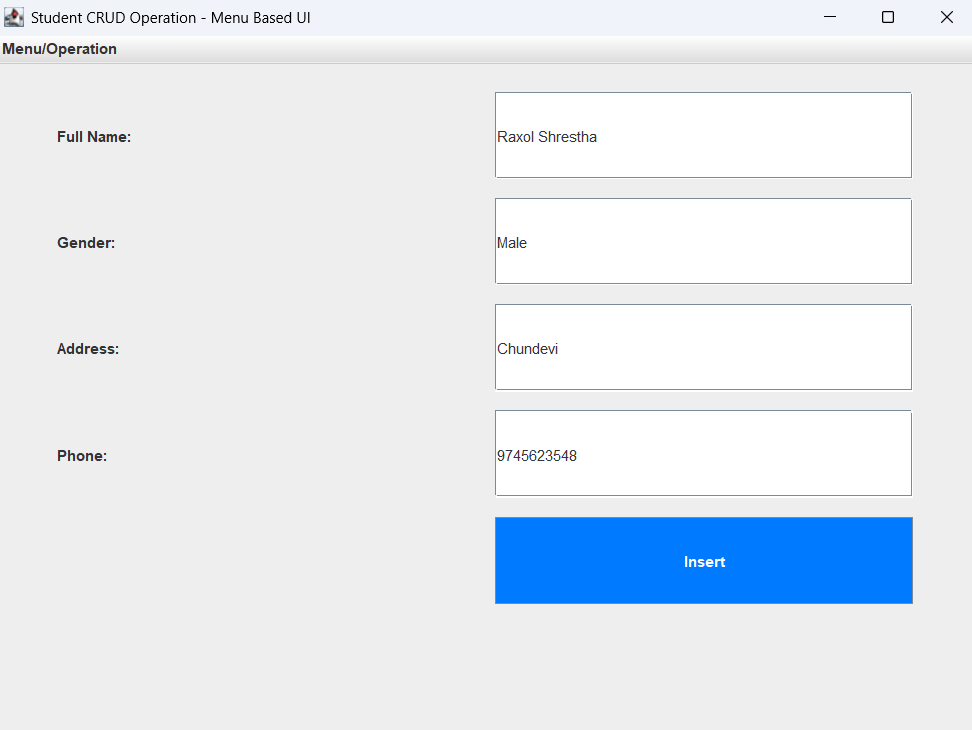 Student CRUD Operation - Menu Based UI
Menu/Operation
Full Name: Raxol Shrestha
Gender: Male
Address: Chundevi
Phone: 9745623548
Insert